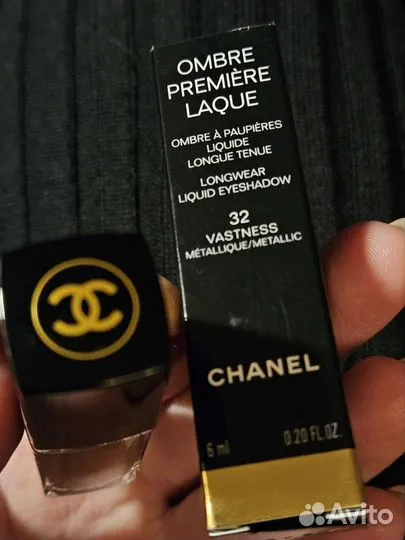 OMBRE
PREMIÈRE
LAQUE
OMBRE À PAUPIÈRES
LIQUIDE
LONGUE TENUE
LONGWEAR
LIQUID EYESHADOW
32
VASTNESS
MÉTALLIQUE/METALLIC
CHANEL
6 ml 0.20 FL.OZ.
Avito